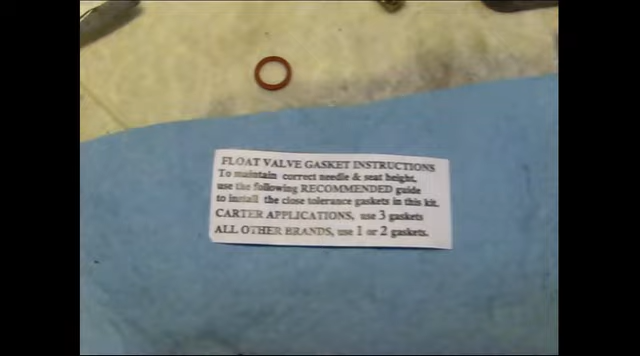 FLOAT VALVE GASKET INSTRUCTIONS
To maintain correct needle & seat height,
use the following RECOMMENDED guide
to install the close tolerance gaskets in this kit.
CARTER APPLICATIONS, use 3 gaskets
ALL OTHER BRANDS, use 1 or 2 gaskets.